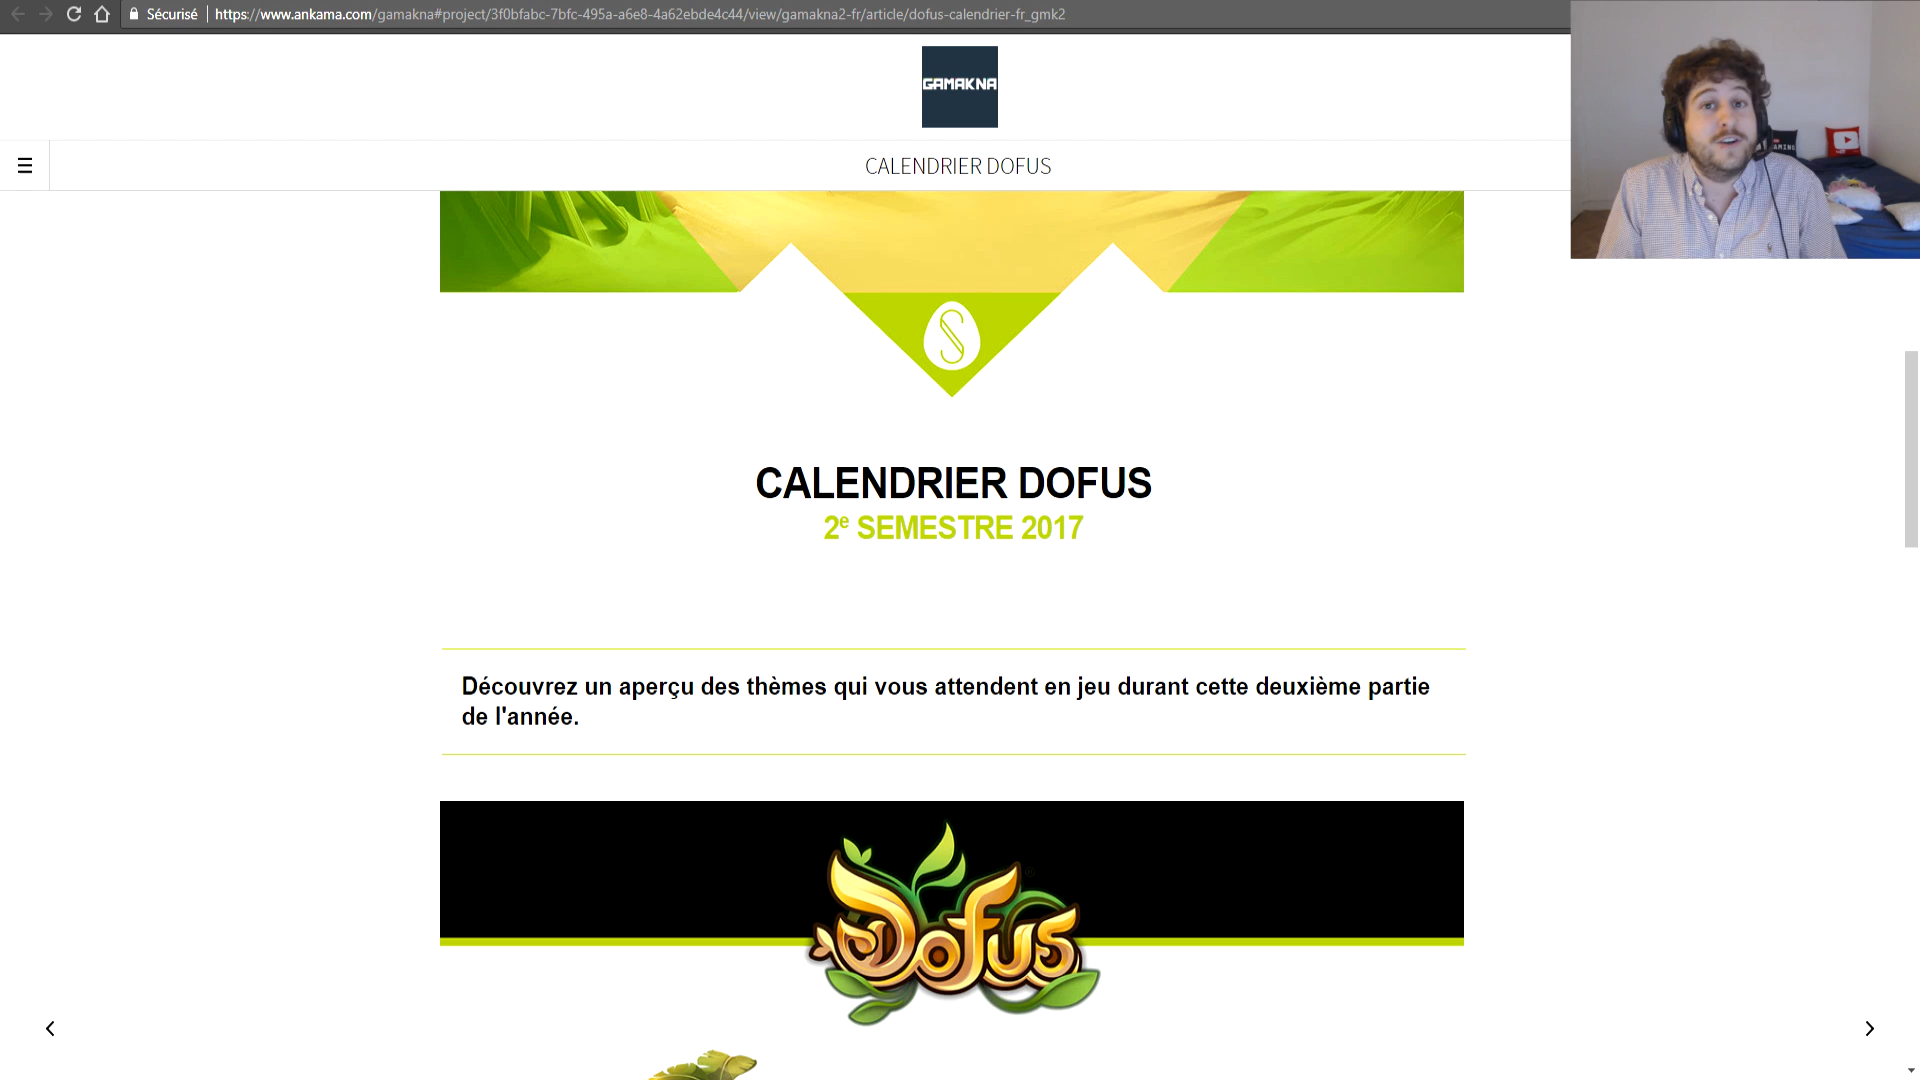 Sécurisé https://www.ankama.com/gamakna#project/3f0bfabc-7bfc-495a-a6e8-4a62ebde4c44/view/gamakna2-fr/article/dofus-calendrier-fr_gmk2
GAMAKNA
CALENDRIER DOFUS
GAMING
CALENDRIER DOFUS
2e SEMESTRE 2017
Découvrez un aperçu des thèmes qui vous attendent en jeu durant cette deuxième partie
de l'année.
DOFUS